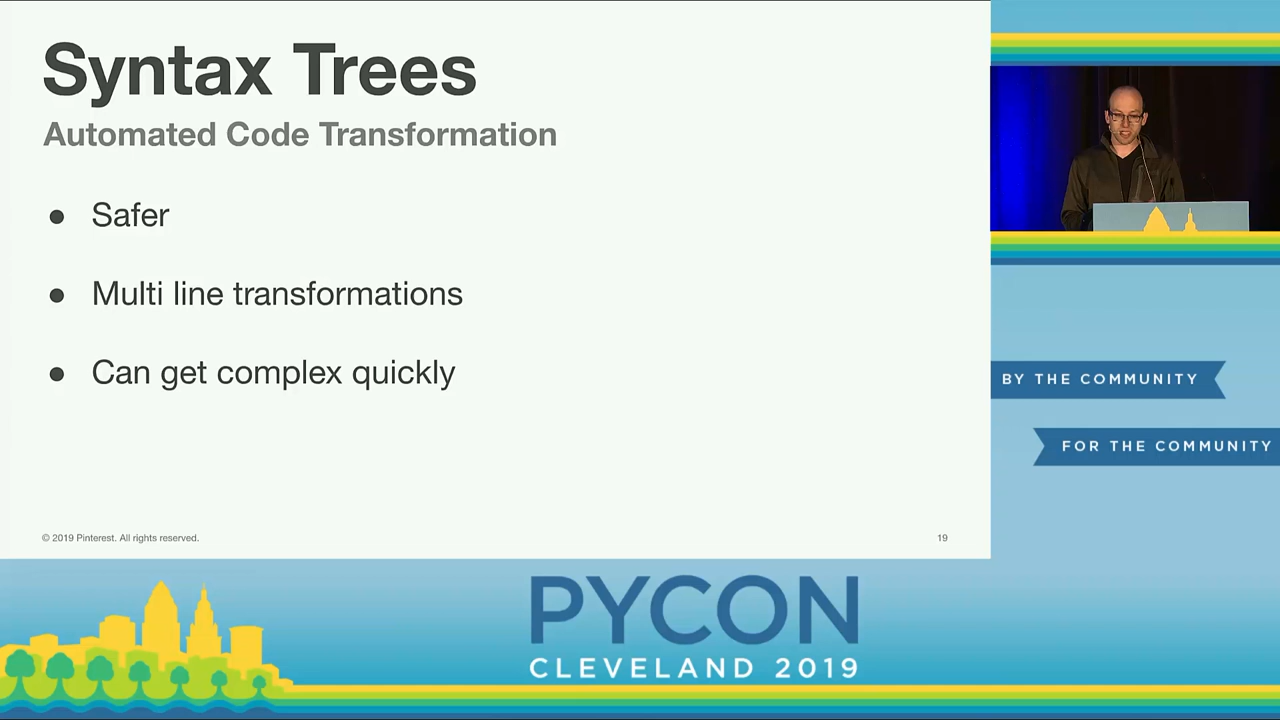 Syntax Trees
Automated Code Transformation
● Safer
● Multi line transformations
● Can get complex quickly
© 2019 Pinterest. All rights reserved.
19
BY THE COMMUNITY
FOR THE COMMUNITY
PYCON
CLEVELAND 2019